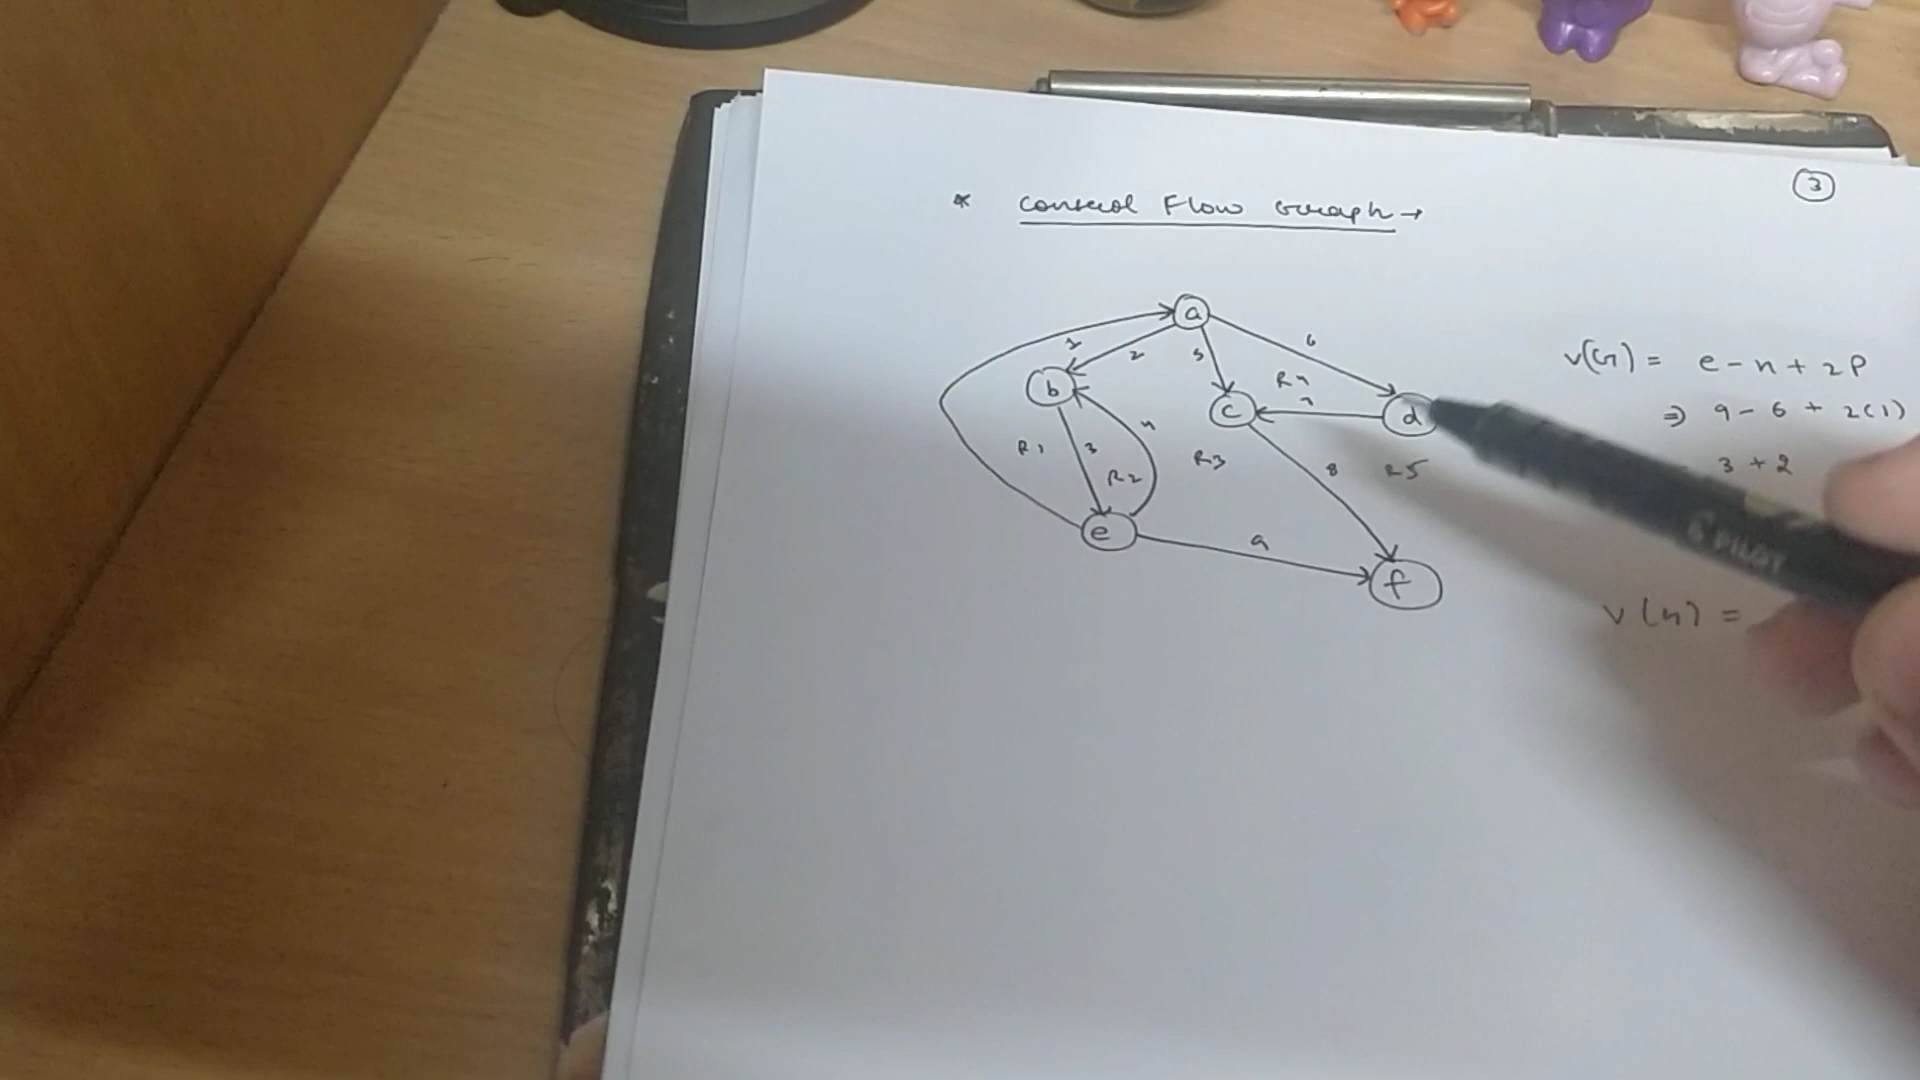 3
* Control Flow Graph →
a
1 2 5 6
b c d
R4
7
4
R1 3 R2 R3 8 R5
e
9
f
v(G) = e - n + 2P
⇒ 9 - 6 + 2(1)
3 + 2
v(G) =
PILOT